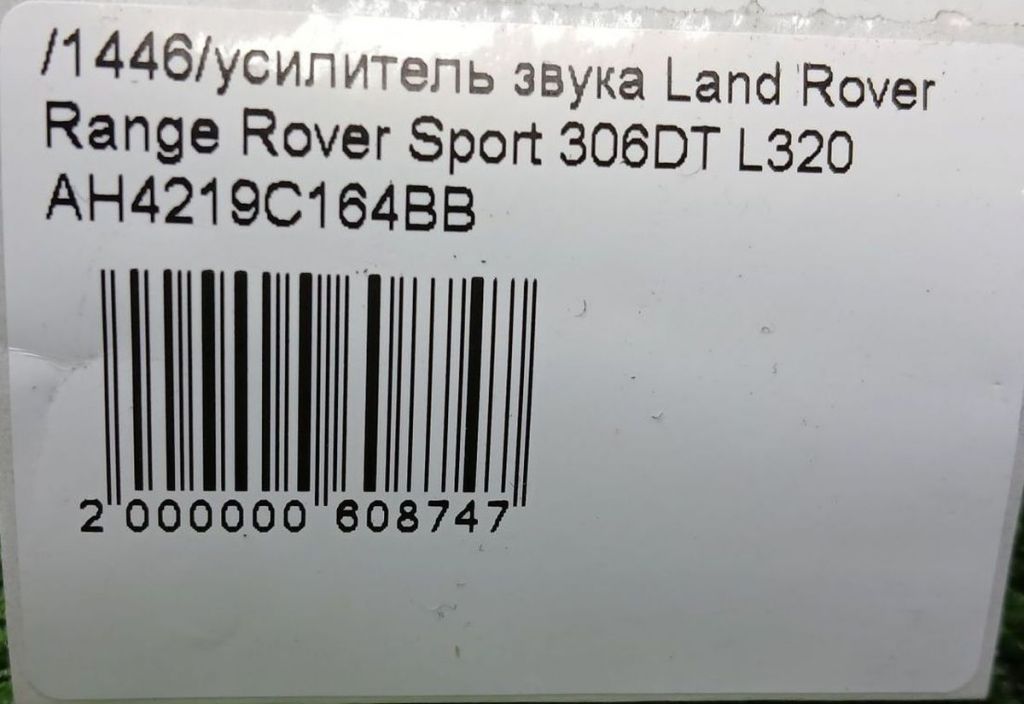 /1446/усилитель звука Land Rover
Range Rover Sport 306DT L320
AH4219C164BB
2 000000 608747